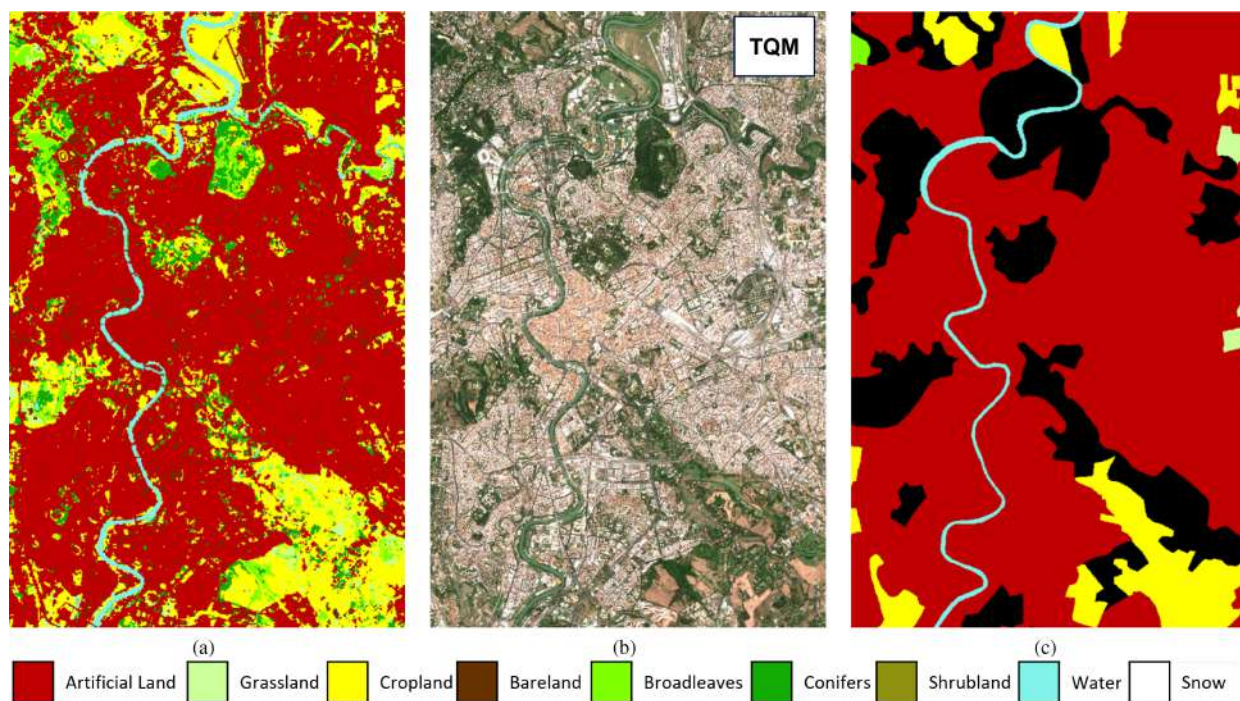 TQM
(a) (b) (c)
Artificial Land Grassland Cropland Bareland Broadleaves Conifers Shrubland Water Snow